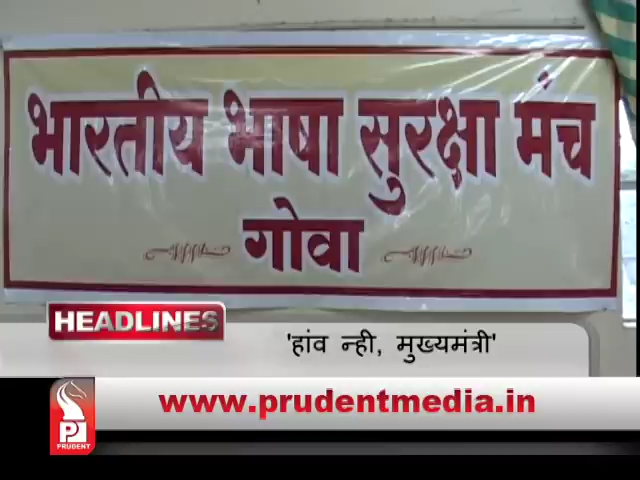 भारतीय भाषा सुरक्षा मंच
गोवा
HEADLINES
'हांव न्ही, मुख्यमंत्री'
www.prudentmedia.in
P
PRUDENT